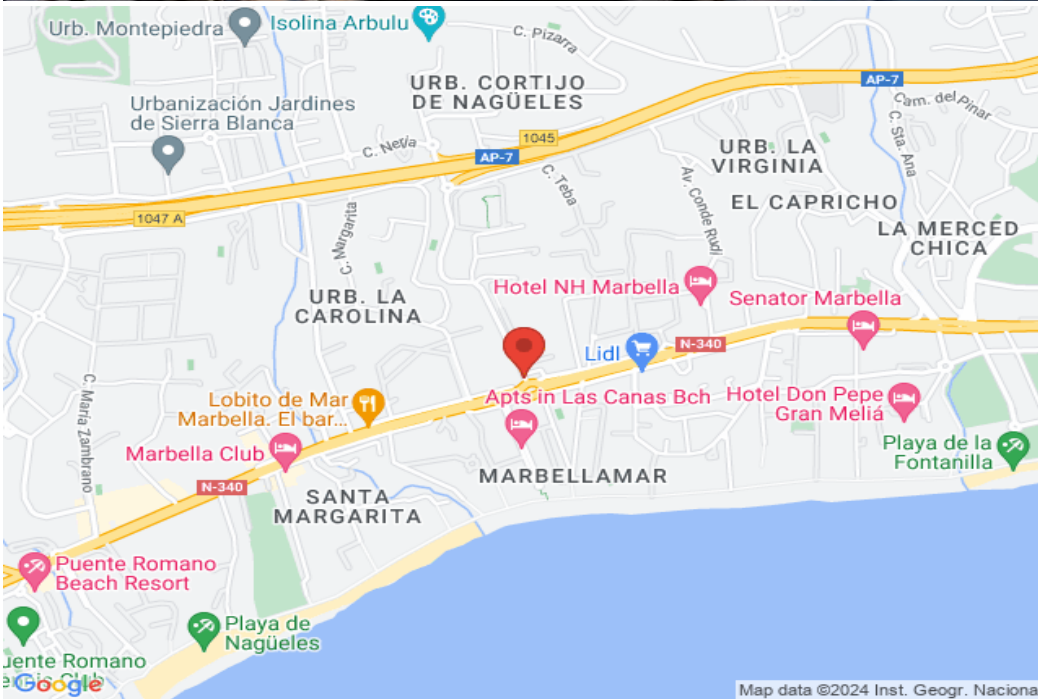 Urb. Montepiedra
Isolina Arbulu
C. Pizarra
URB. CORTIJO
DE NAGÜELES
AP-7
Cam. del Pinar
C. Sta. Ana
Urbanización Jardines
de Sierra Blanca
C. Neria
1045
AP-7
C. Teba
URB. LA
VIRGINIA
Av. Conde Rudi
EL CAPRICHO
1047 A
C. Margarita
LA MERCED
CHICA
Hotel NH Marbella
Senator Marbella
URB. LA
CAROLINA
Lidl
N-340
C. María Zambrano
Lobito de Mar
Marbella. El bar...
Apts in Las Canas Bch
Hotel Don Pepe
Gran Meliá
Marbella Club
Playa de la
Fontanilla
N-340
MARBELLAMAR
SANTA
MARGARITA
Puente Romano
Beach Resort
Playa de
Nagüeles
uente Romano
Google
Map data ©2024 Inst. Geogr. Naciona